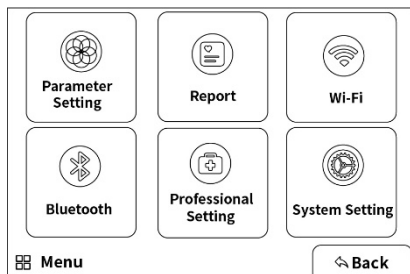 Parameter
Setting
Report
Wi-Fi
Bluetooth
Professional
Setting
System Setting
Menu
Back